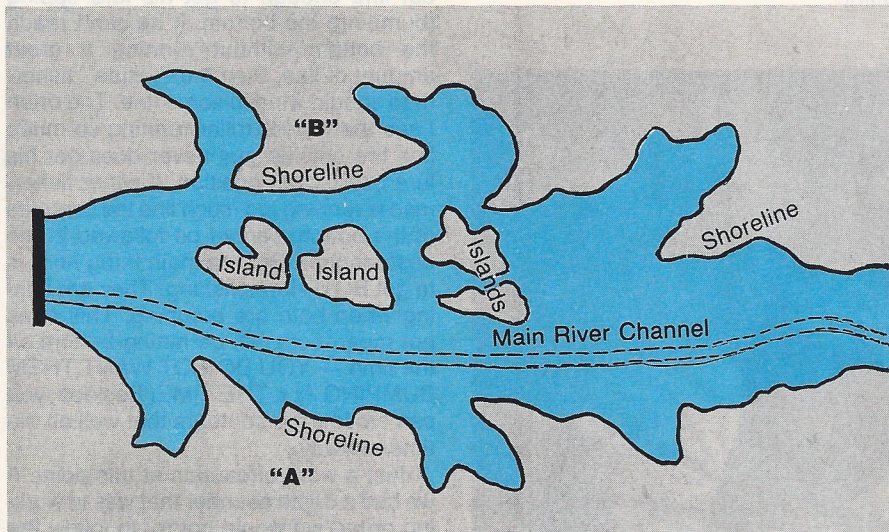 "B"
Shoreline
Shoreline
Island
Island
Islands
Main River Channel
Shoreline
"A"